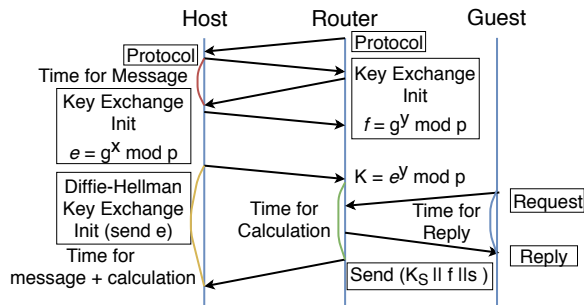 Host
Router
Guest
Protocol
Protocol
Time for Message
Key Exchange
Init
e = g^x mod p
Key Exchange
Init
f = g^y mod p
Diffie-Hellman
Key Exchange
Init (send e)
K = e^y mod p
Request
Time for
Calculation
Time for
Reply
Reply
Time for
message + calculation
Send (K_S || f ||s )